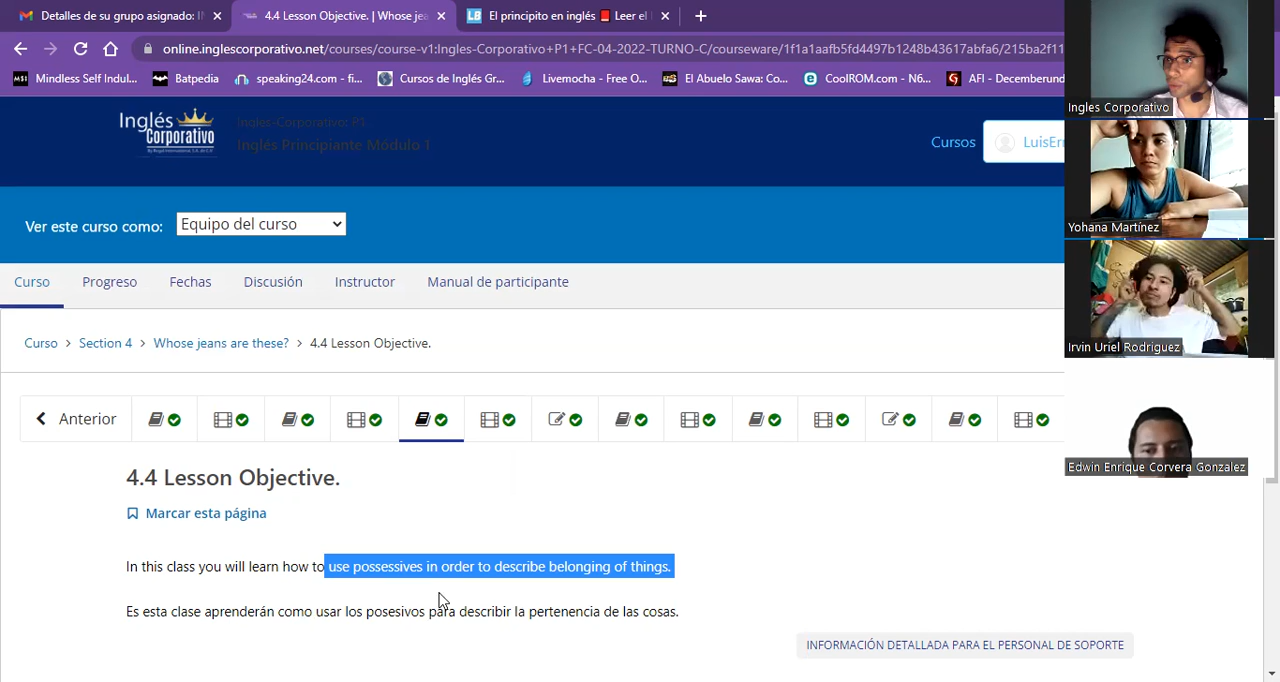 Detalles de su grupo asignado: I
4.4 Lesson Objective. | Whose jea
El principito en inglés Leer el
online.inglescorporativo.net/courses/course-v1:Ingles-Corporativo+P1+FC-04-2022-TURNO-C/courseware/1f1a1aafb5fd4497b1248b43617abfa6/215ba2f11
Mindless Self Indul...
Batpedia
speaking24.com - fi...
Cursos de Inglés Gr...
Livemocha - Free O...
El Abuelo Sawa: Co...
CoolROM.com - N6...
AFI - Decemberund
Inglés
Corporativo
Ingles-Corporativo: P1
Inglés Principiante Módulo 1
Cursos
LuisErn
Ver este curso como:
Equipo del curso
Curso
Progreso
Fechas
Discusión
Instructor
Manual de participante
Curso > Section 4 > Whose jeans are these? > 4.4 Lesson Objective.
Anterior
4.4 Lesson Objective.
Marcar esta página
In this class you will learn how to use possessives in order to describe belonging of things.
Es esta clase aprenderán como usar los posesivos para describir la pertenencia de las cosas.
INFORMACIÓN DETALLADA PARA EL PERSONAL DE SOPORTE
Ingles Corporativo
Yohana Martínez
Irvin Uriel Rodriguez
Edwin Enrique Corvera Gonzalez